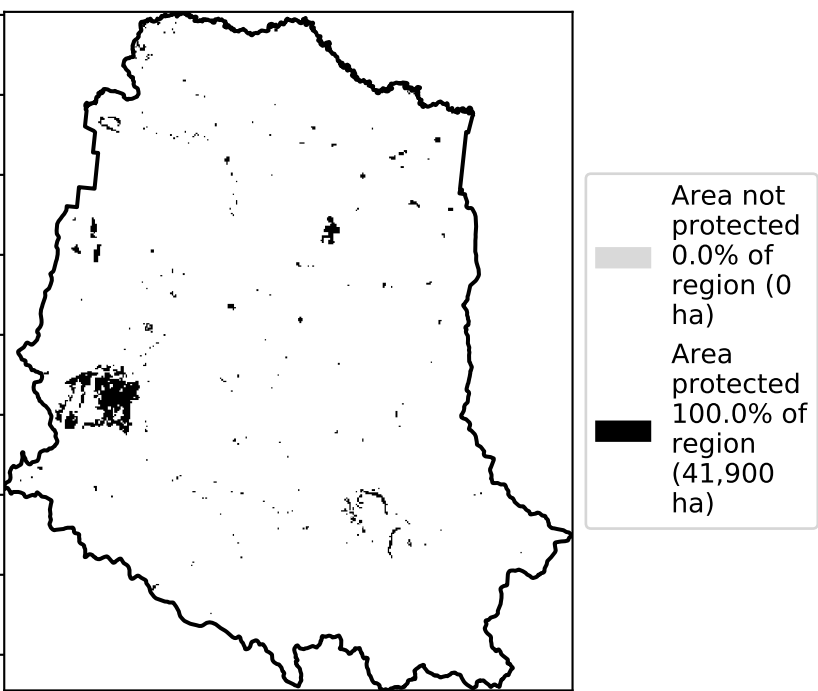 Area not
protected
0.0% of
region (0
ha)
Area
protected
100.0% of
region
(41,900
ha)